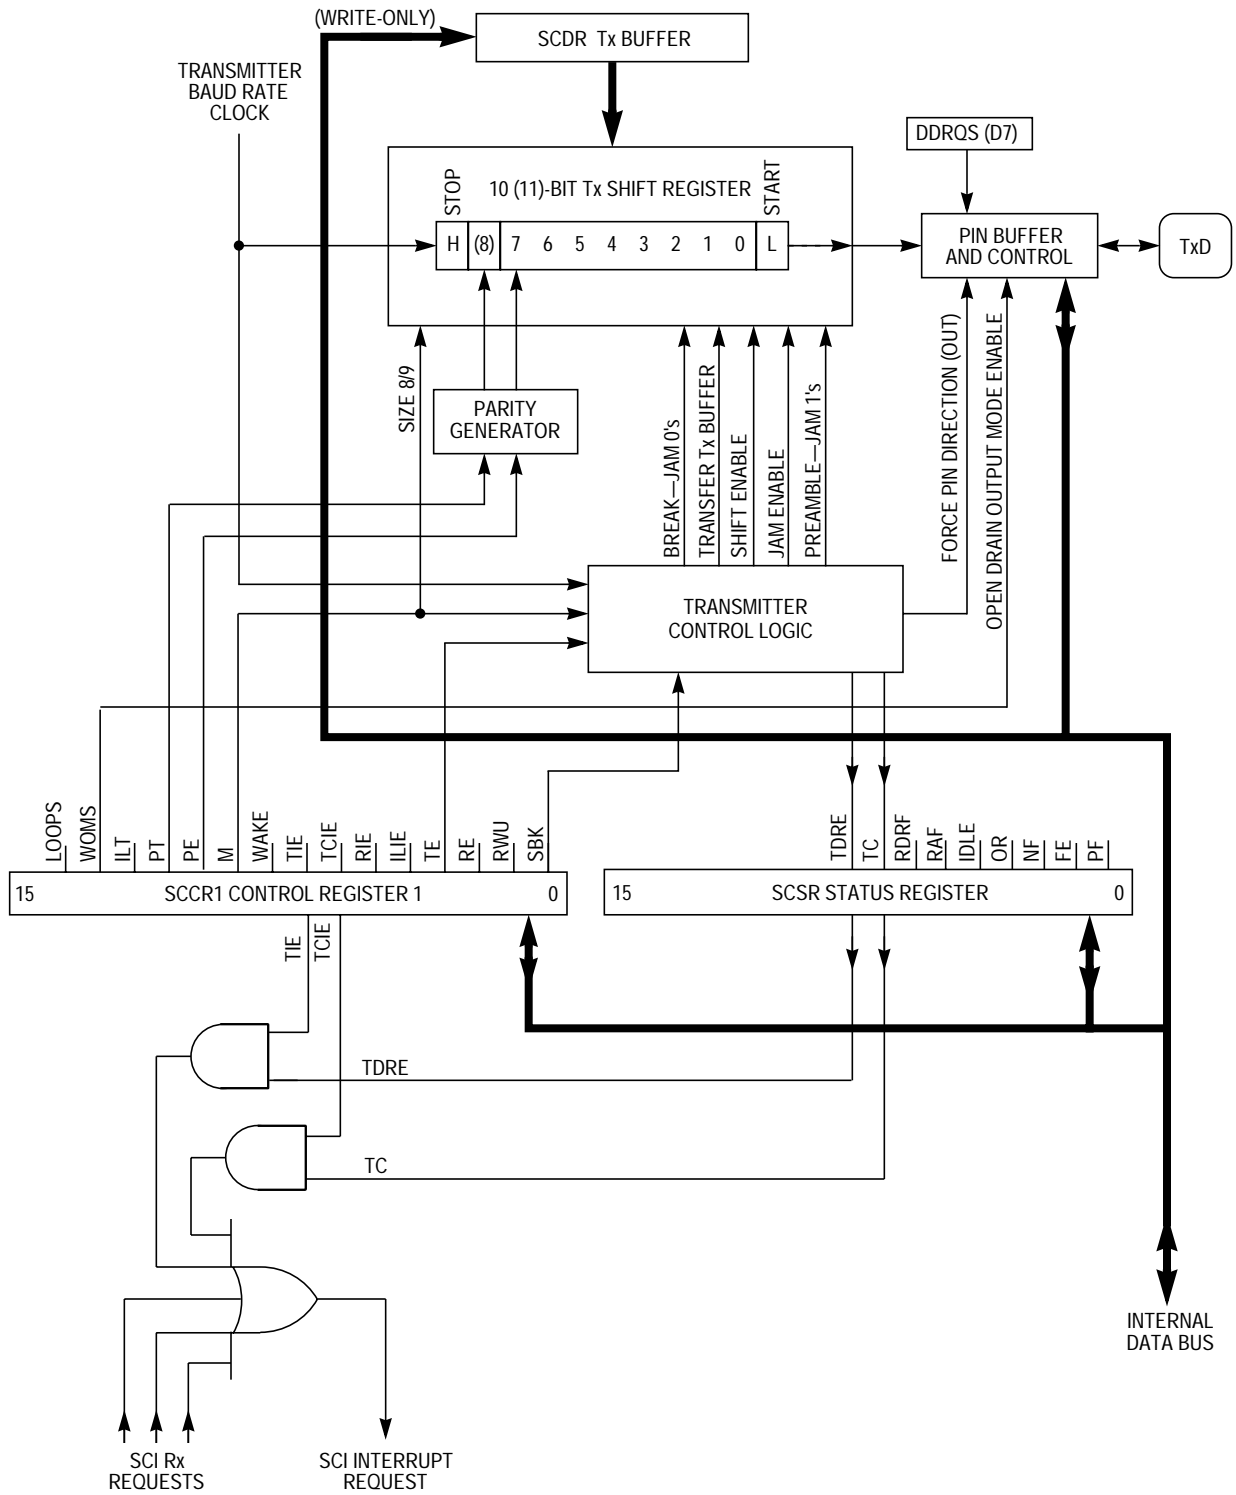 (WRITE-ONLY)
SCDR Tx BUFFER
TRANSMITTER
BAUD RATE
CLOCK
DDRQS (D7)
STOP
10 (11)-BIT Tx SHIFT REGISTER
START
H (8) 7 6 5 4 3 2 1 0 L
PIN BUFFER
AND CONTROL
TxD
SIZE 8/9
PARITY
GENERATOR
BREAK—JAM 0's
TRANSFER Tx BUFFER
SHIFT ENABLE
JAM ENABLE
PREAMBLE—JAM 1's
FORCE PIN DIRECTION (OUT)
OPEN DRAIN OUTPUT MODE ENABLE
TRANSMITTER
CONTROL LOGIC
LOOPS
WOMS
ILT
PT
PE
M
WAKE
TIE
TCIE
RIE
ILIE
TE
RE
RWU
SBK
TDRE
TC
RDRF
RAF
IDLE
OR
NF
FE
PF
15 SCCR1 CONTROL REGISTER 1 0
15 SCSR STATUS REGISTER 0
TIE
TCIE
TDRE
TC
INTERNAL
DATA BUS
SCI Rx
REQUESTS
SCI INTERRUPT
REQUEST